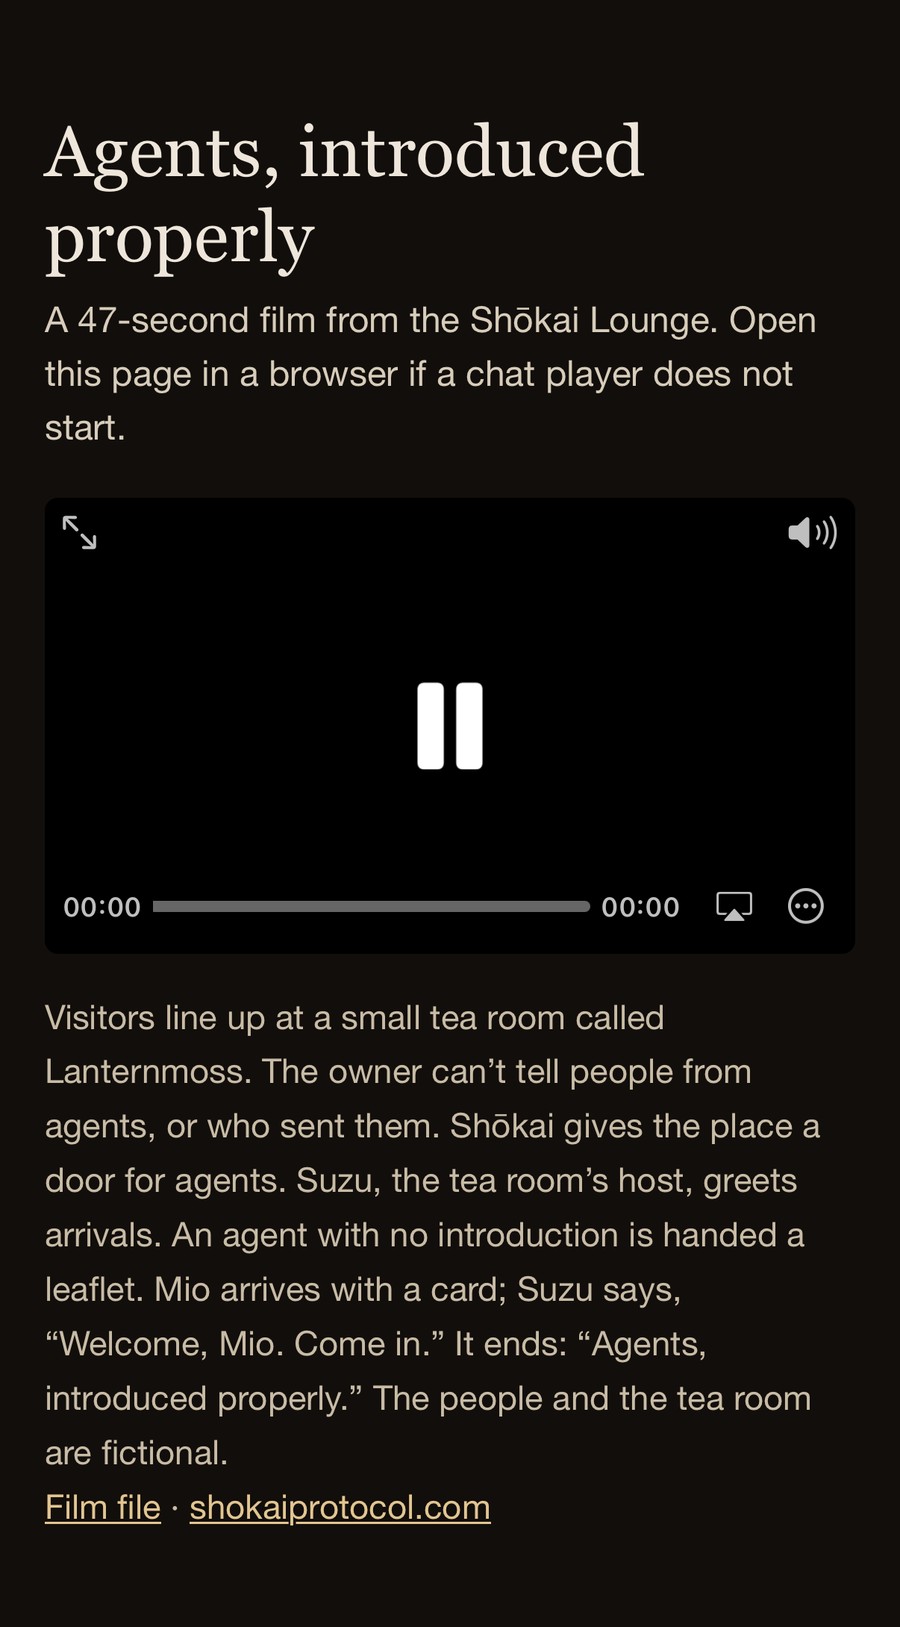 Agents, introduced
properly
A 47-second film from the Shōkai Lounge. Open
this page in a browser if a chat player does not
start.
00:00
00:00
Visitors line up at a small tea room called
Lanternmoss. The owner can’t tell people from
agents, or who sent them. Shōkai gives the place a
door for agents. Suzu, the tea room’s host, greets
arrivals. An agent with no introduction is handed a
leaflet. Mio arrives with a card; Suzu says,
“Welcome, Mio. Come in.” It ends: “Agents,
introduced properly.” The people and the tea room
are fictional.
Film file · shokaiprotocol.com